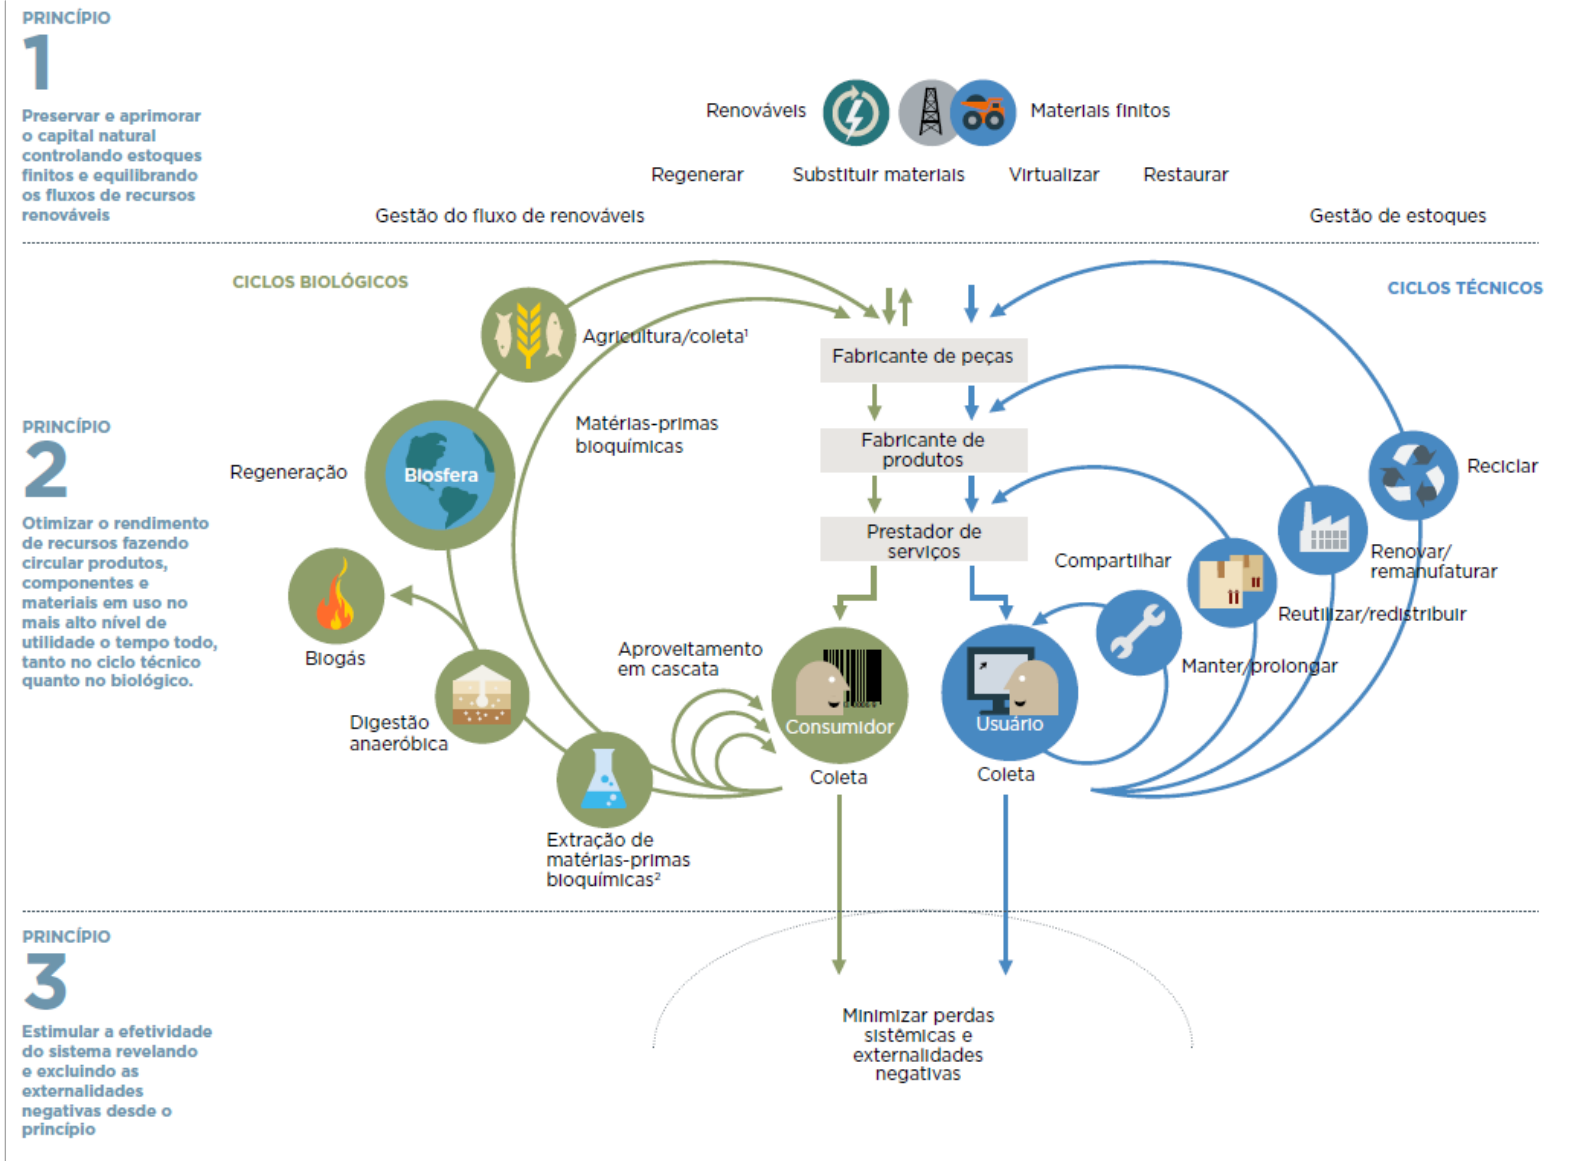 PRINCÍPIO
1
Preservar e aprimorar
o capital natural
controlando estoques
finitos e equilibrando
os fluxos de recursos
renováveis
Renováveis
Materiais finitos
Regenerar
Substituir materiais
Virtualizar
Restaurar
Gestão do fluxo de renováveis
Gestão de estoques
PRINCÍPIO
2
Otimizar o rendimento
de recursos fazendo
circular produtos,
componentes e
materiais em uso no
mais alto nível de
utilidade o tempo todo,
tanto no ciclo técnico
quanto no biológico.
CICLOS BIOLÓGICOS
CICLOS TÉCNICOS
Agricultura/coleta¹
Matérias-primas
bioquímicas
Regeneração
Biosfera
Biogás
Digestão
anaeróbica
Extração de
matérias-primas
bioquímicas²
Aproveitamento
em cascata
Fabricante de peças
Fabricante de
produtos
Prestador de
serviços
Consumidor
Coleta
Usuário
Coleta
Compartilhar
Manter/prolongar
Reutilizar/redistribuir
Renovar/
remanufaturar
Reciclar
PRINCÍPIO
3
Estimular a efetividade
do sistema revelando
e excluindo as
externalidades
negativas desde o
princípio
Minimizar perdas
sistêmicas e
externalidades
negativas